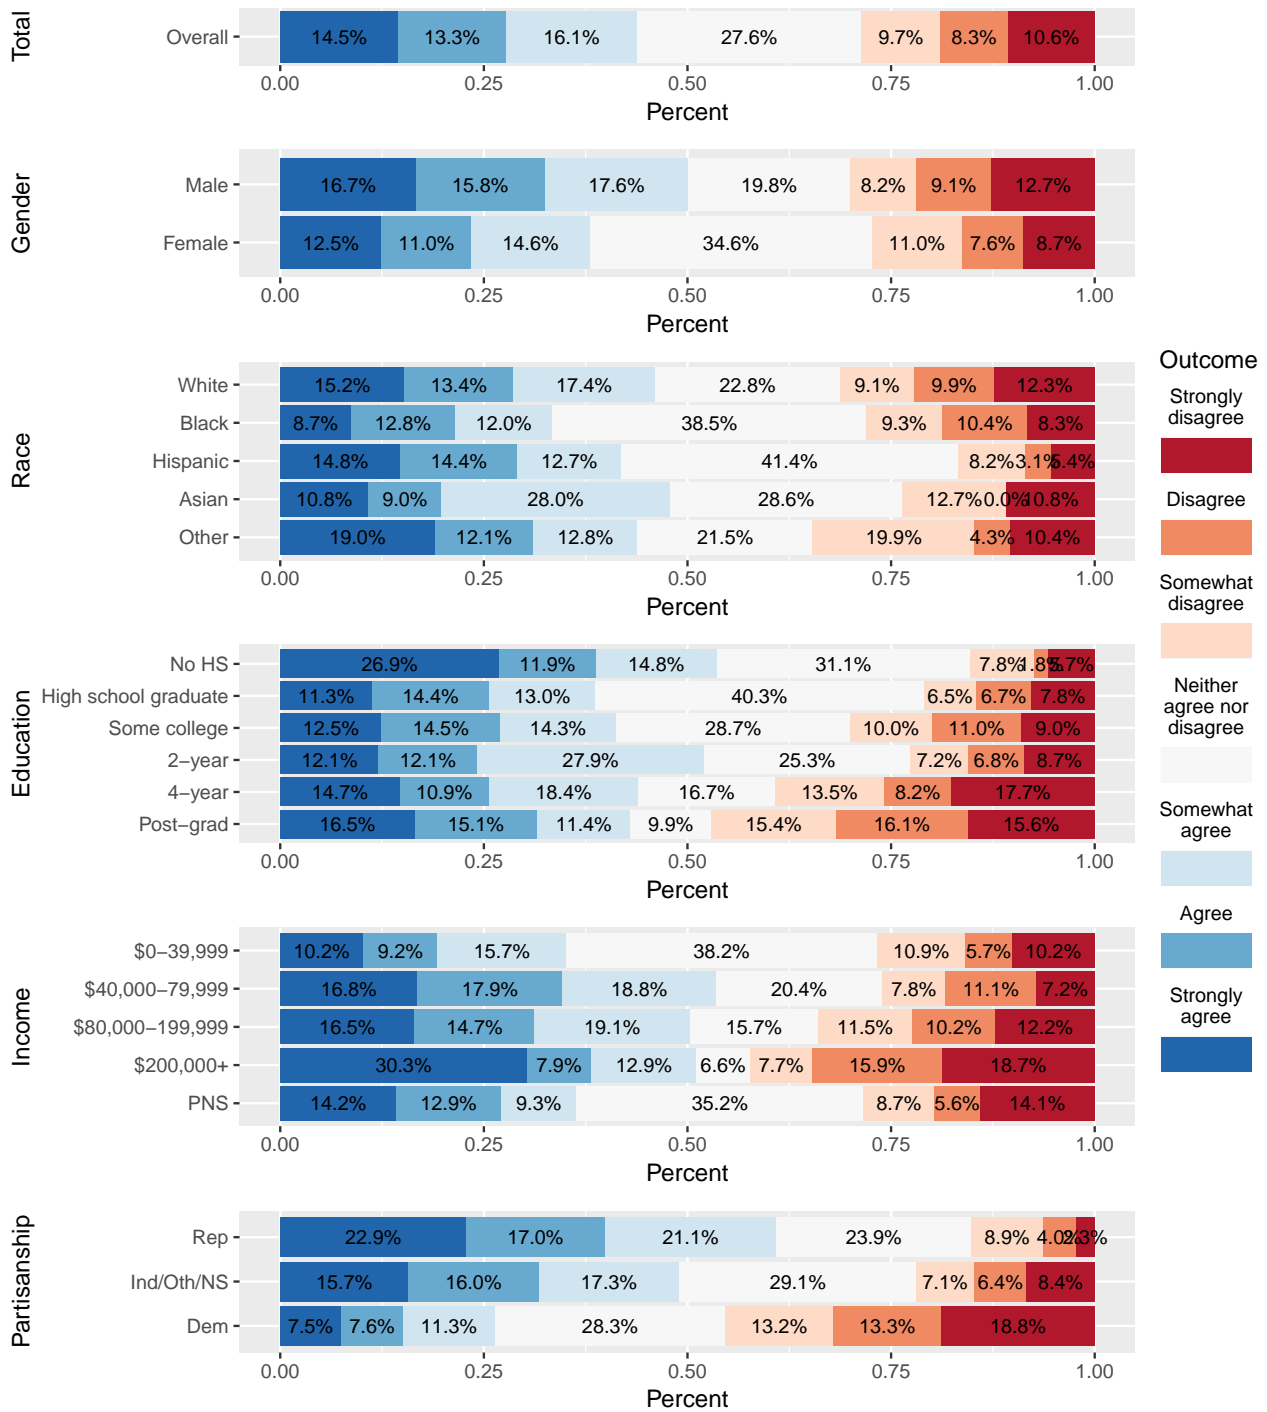 Total
Overall
14.5% 13.3% 16.1% 27.6% 9.7% 8.3% 10.6%
0.00 0.25 0.50 0.75 1.00
Percent
Gender
Male
16.7% 15.8% 17.6% 19.8% 8.2% 9.1% 12.7%
Female
12.5% 11.0% 14.6% 34.6% 11.0% 7.6% 8.7%
0.00 0.25 0.50 0.75 1.00
Percent
Race
White
15.2% 13.4% 17.4% 22.8% 9.1% 9.9% 12.3%
Black
8.7% 12.8% 12.0% 38.5% 9.3% 10.4% 8.3%
Hispanic
14.8% 14.4% 12.7% 41.4% 8.2% 3.1% 5.4%
Asian
10.8% 9.0% 28.0% 28.6% 12.7% 0.0% 10.8%
Other
19.0% 12.1% 12.8% 21.5% 19.9% 4.3% 10.4%
0.00 0.25 0.50 0.75 1.00
Percent
Education
No HS
26.9% 11.9% 14.8% 31.1% 7.8% 1.8% 5.7%
High school graduate
11.3% 14.4% 13.0% 40.3% 6.5% 6.7% 7.8%
Some college
12.5% 14.5% 14.3% 28.7% 10.0% 11.0% 9.0%
2−year
12.1% 12.1% 27.9% 25.3% 7.2% 6.8% 8.7%
4−year
14.7% 10.9% 18.4% 16.7% 13.5% 8.2% 17.7%
Post−grad
16.5% 15.1% 11.4% 9.9% 15.4% 16.1% 15.6%
0.00 0.25 0.50 0.75 1.00
Percent
Income
$0−39,999
10.2% 9.2% 15.7% 38.2% 10.9% 5.7% 10.2%
$40,000−79,999
16.8% 17.9% 18.8% 20.4% 7.8% 11.1% 7.2%
$80,000−199,999
16.5% 14.7% 19.1% 15.7% 11.5% 10.2% 12.2%
$200,000+
30.3% 7.9% 12.9% 6.6% 7.7% 15.9% 18.7%
PNS
14.2% 12.9% 9.3% 35.2% 8.7% 5.6% 14.1%
0.00 0.25 0.50 0.75 1.00
Percent
Partisanship
Rep
22.9% 17.0% 21.1% 23.9% 8.9% 4.0% 2.3%
Ind/Oth/NS
15.7% 16.0% 17.3% 29.1% 7.1% 6.4% 8.4%
Dem
7.5% 7.6% 11.3% 28.3% 13.2% 13.3% 18.8%
0.00 0.25 0.50 0.75 1.00
Percent
Outcome
Strongly
disagree
Disagree
Somewhat
disagree
Neither
agree nor
disagree
Somewhat
agree
Agree
Strongly
agree